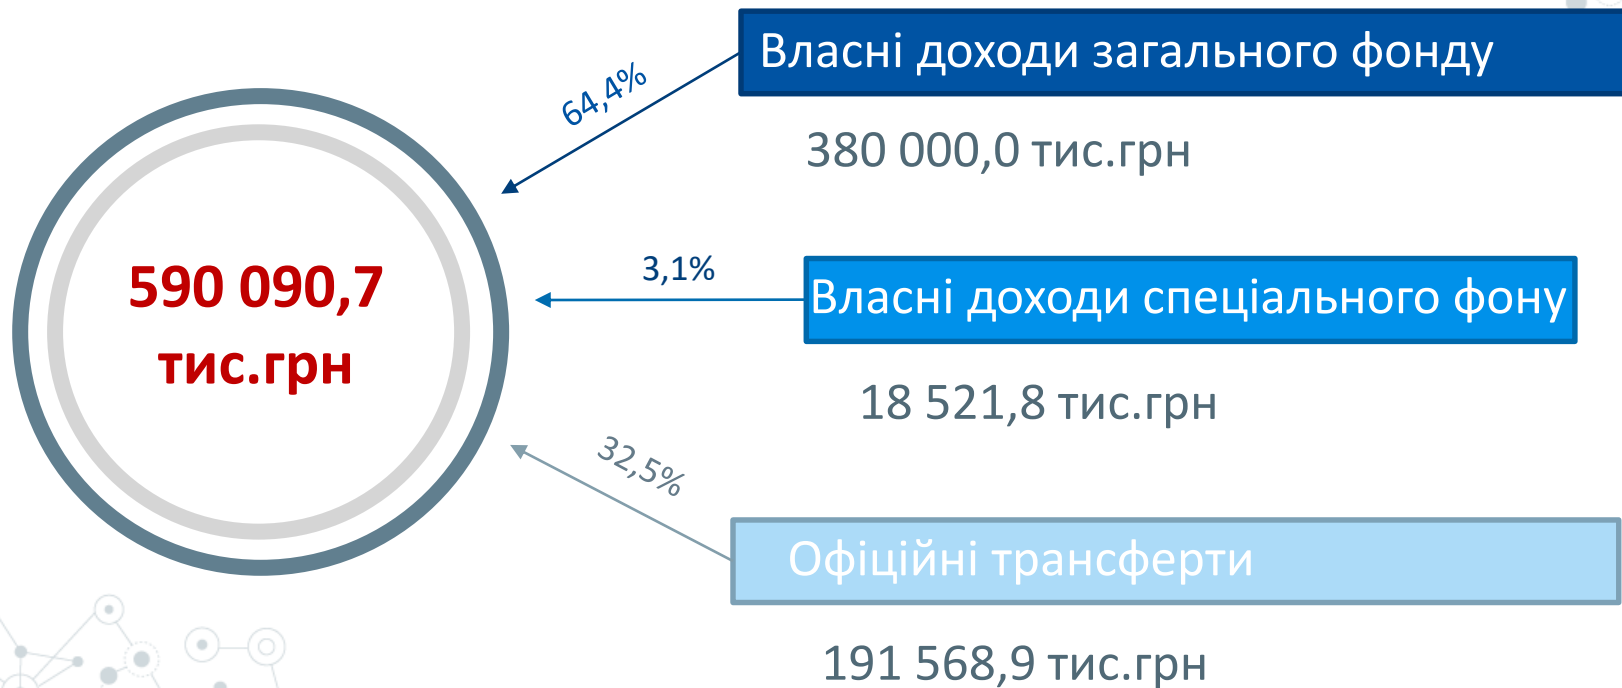 Власні доходи загального фонду
64,4%
380 000,0 тис.грн
590 090,7
тис.грн
3,1%
Власні доходи спеціального фону
18 521,8 тис.грн
32,5%
Офіційні трансферти
191 568,9 тис.грн